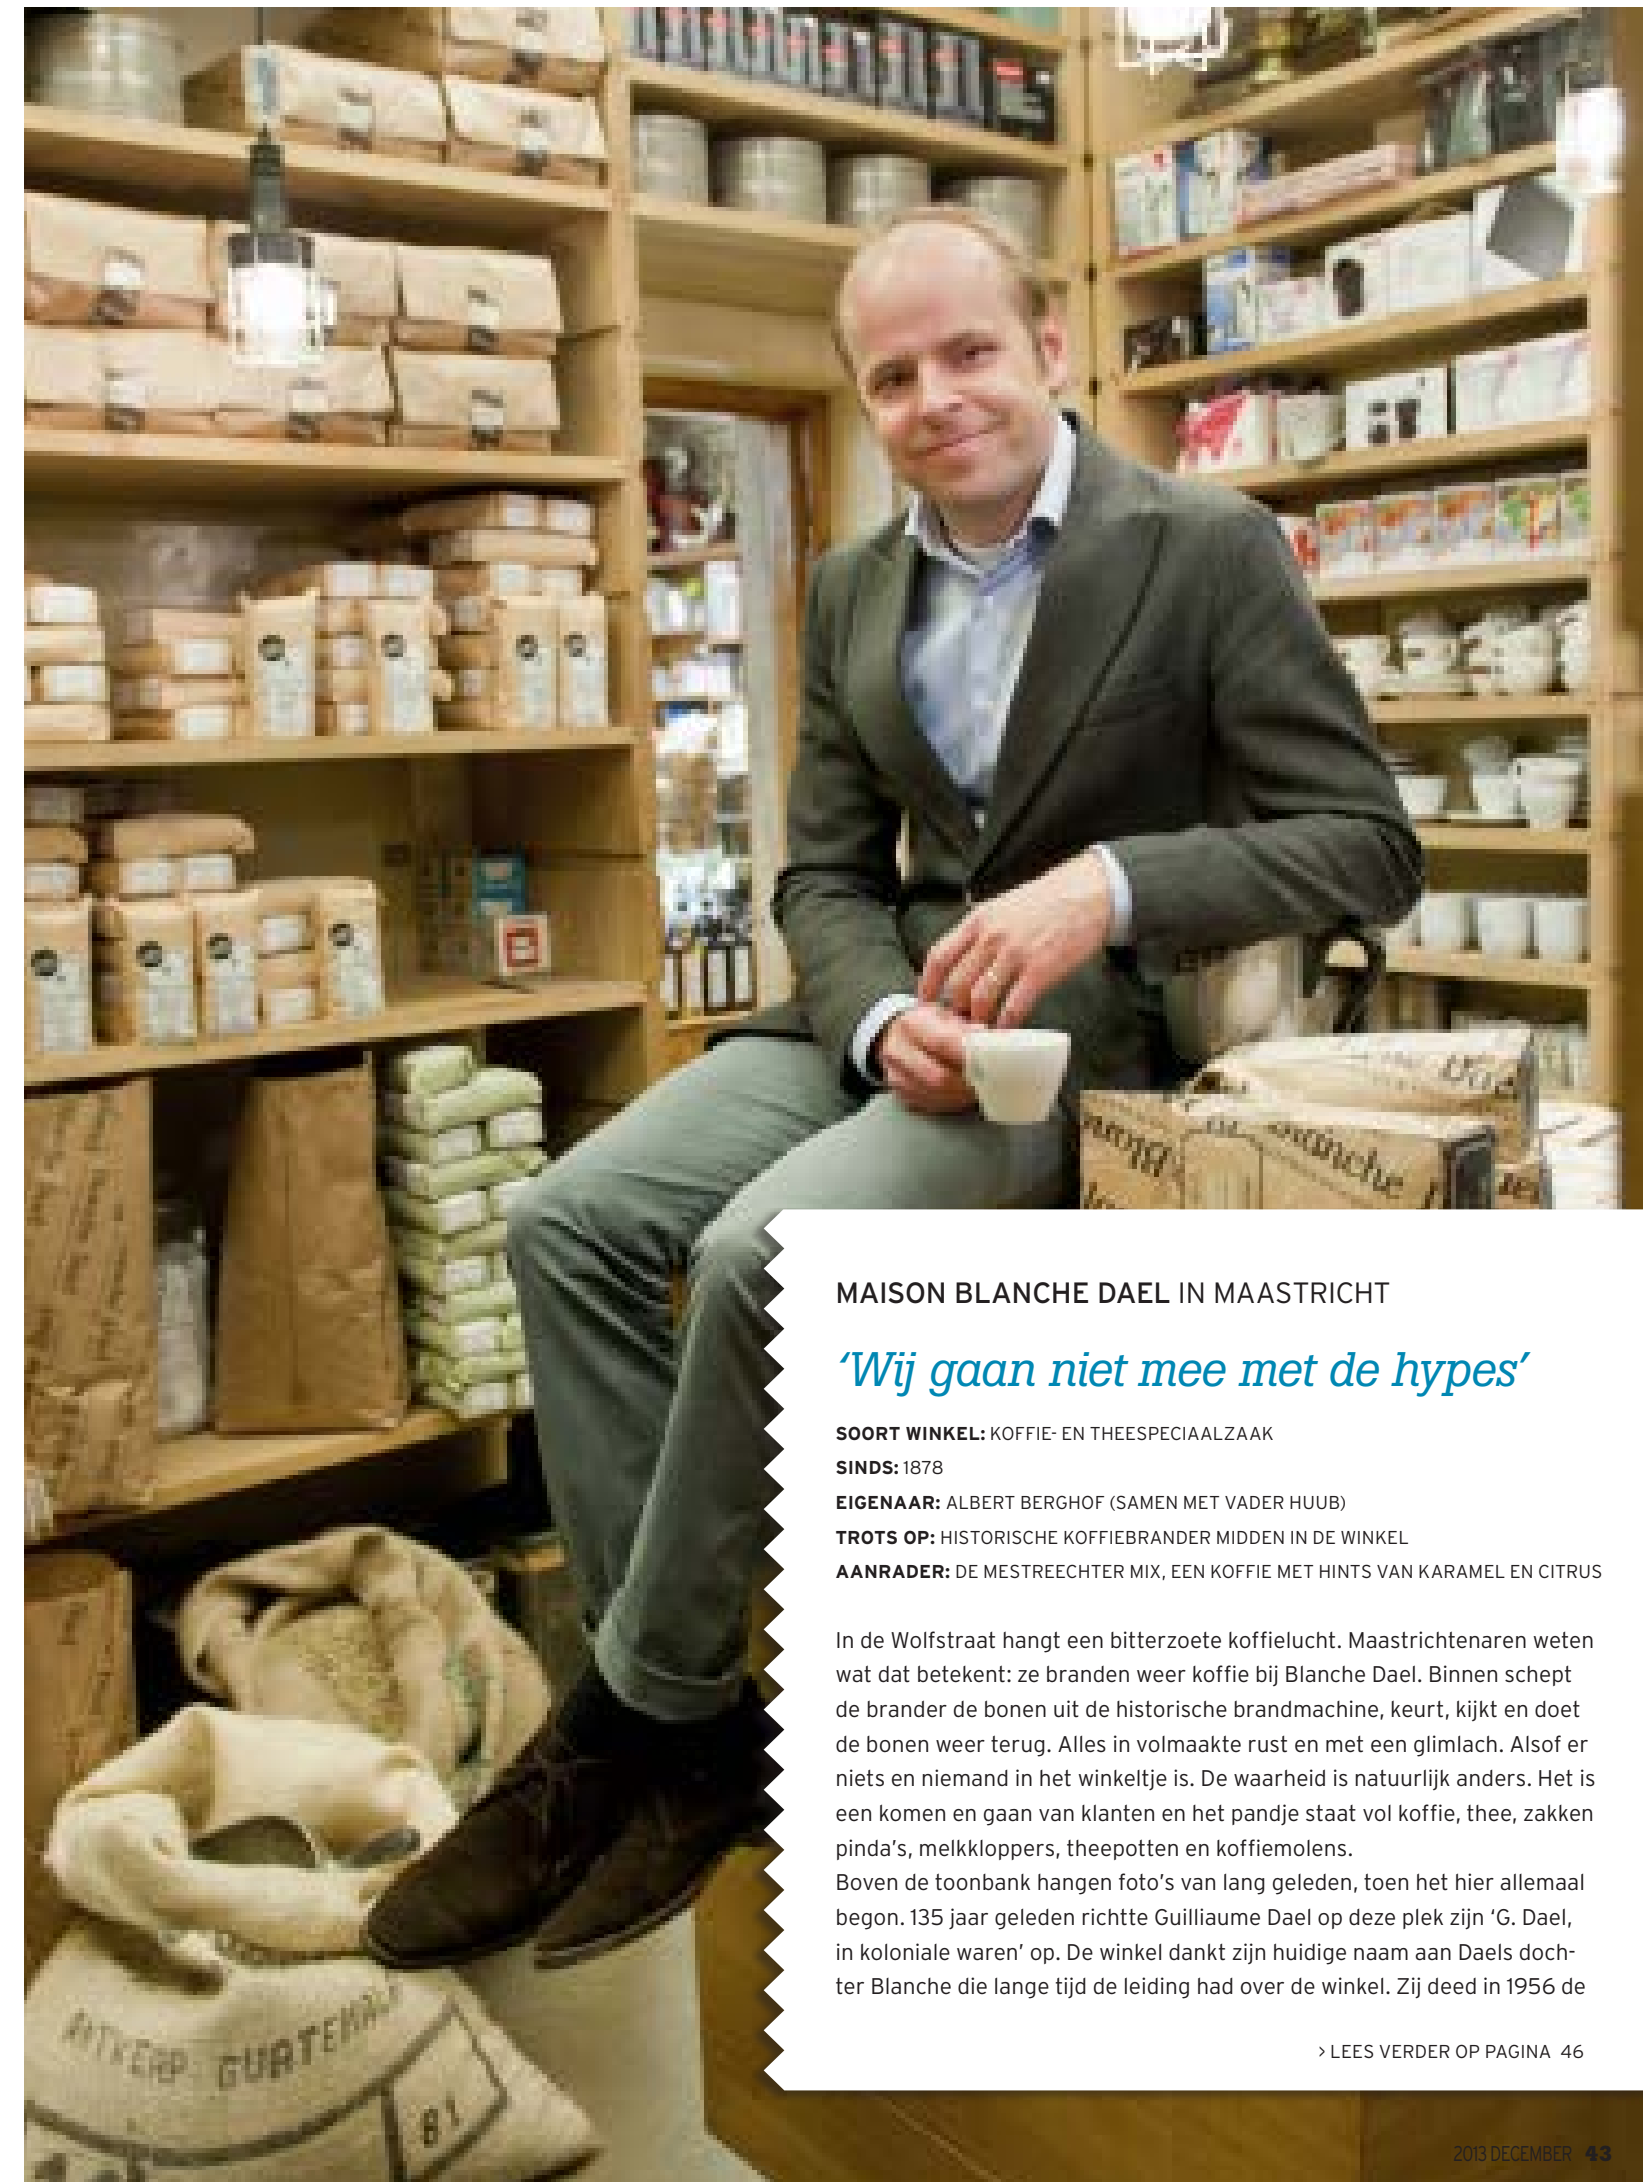 Blanche
MAISON BLANCHE DAEL IN MAASTRICHT
‘Wij gaan niet mee met de hypes’
SOORT WINKEL: KOFFIE- EN THEESPECIAALZAAK
SINDS: 1878
EIGENAAR: ALBERT BERGHOF (SAMEN MET VADER HUUB)
TROTS OP: HISTORISCHE KOFFIEBRANDER MIDDEN IN DE WINKEL
AANRADER: DE MESTREECHTER MIX, EEN KOFFIE MET HINTS VAN KARAMEL EN CITRUS
In de Wolfstraat hangt een bitterzoete koffielucht. Maastrichtenaren weten
wat dat betekent: ze branden weer koffie bij Blanche Dael. Binnen schept
de brander de bonen uit de historische brandmachine, keurt, kijkt en doet
de bonen weer terug. Alles in volmaakte rust en met een glimlach. Alsof er
niets en niemand in het winkeltje is. De waarheid is natuurlijk anders. Het is
een komen en gaan van klanten en het pandje staat vol koffie, thee, zakken
pinda’s, melkkloppers, theepotten en koffiemolens.
Boven de toonbank hangen foto’s van lang geleden, toen het hier allemaal
begon. 135 jaar geleden richtte Guilliaume Dael op deze plek zijn ‘G. Dael,
in koloniale waren’ op. De winkel dankt zijn huidige naam aan Daels doch-
ter Blanche die lange tijd de leiding had over de winkel. Zij deed in 1956 de
> LEES VERDER OP PAGINA 46
GUATEMALA
81
2013 DECEMBER 43